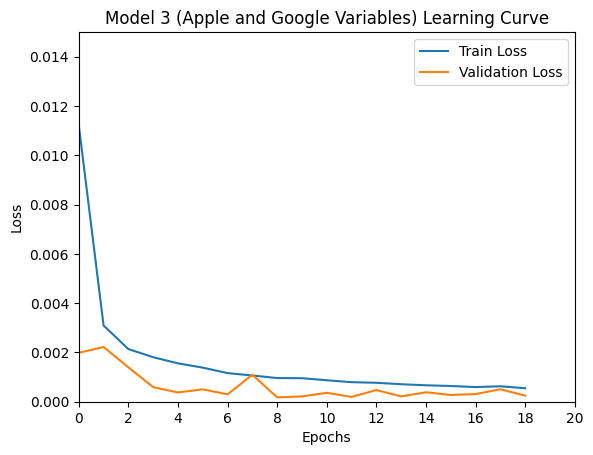 Model 3 (Apple and Google Variables) Learning Curve
Train Loss
Validation Loss
Loss
0.014
0.012
0.010
0.008
0.006
0.004
0.002
0.000
0 2 4 6 8 10 12 14 16 18 20
Epochs